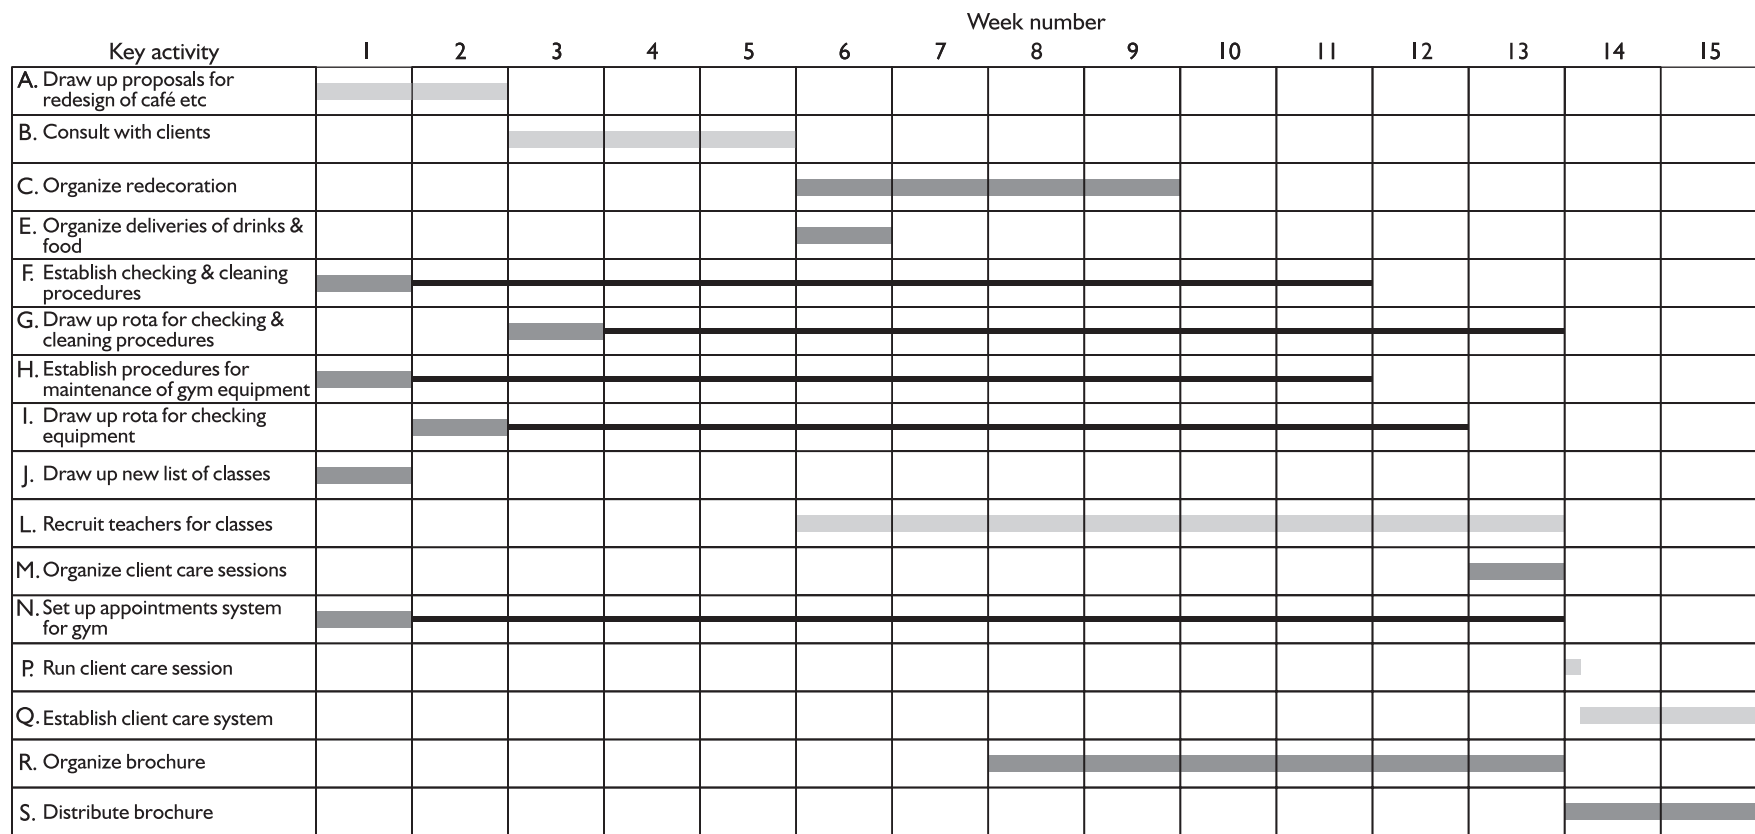 Week number
Key activity 1 2 3 4 5 6 7 8 9 10 11 12 13 14 15
A. Draw up proposals for
redesign of café etc
B. Consult with clients
C. Organize redecoration
E. Organize deliveries of drinks &
food
F. Establish checking & cleaning
procedures
G. Draw up rota for checking &
cleaning procedures
H. Establish procedures for
maintenance of gym equipment
I. Draw up rota for checking
equipment
J. Draw up new list of classes
L. Recruit teachers for classes
M. Organize client care sessions
N. Set up appointments system
for gym
P. Run client care session
Q. Establish client care system
R. Organize brochure
S. Distribute brochure